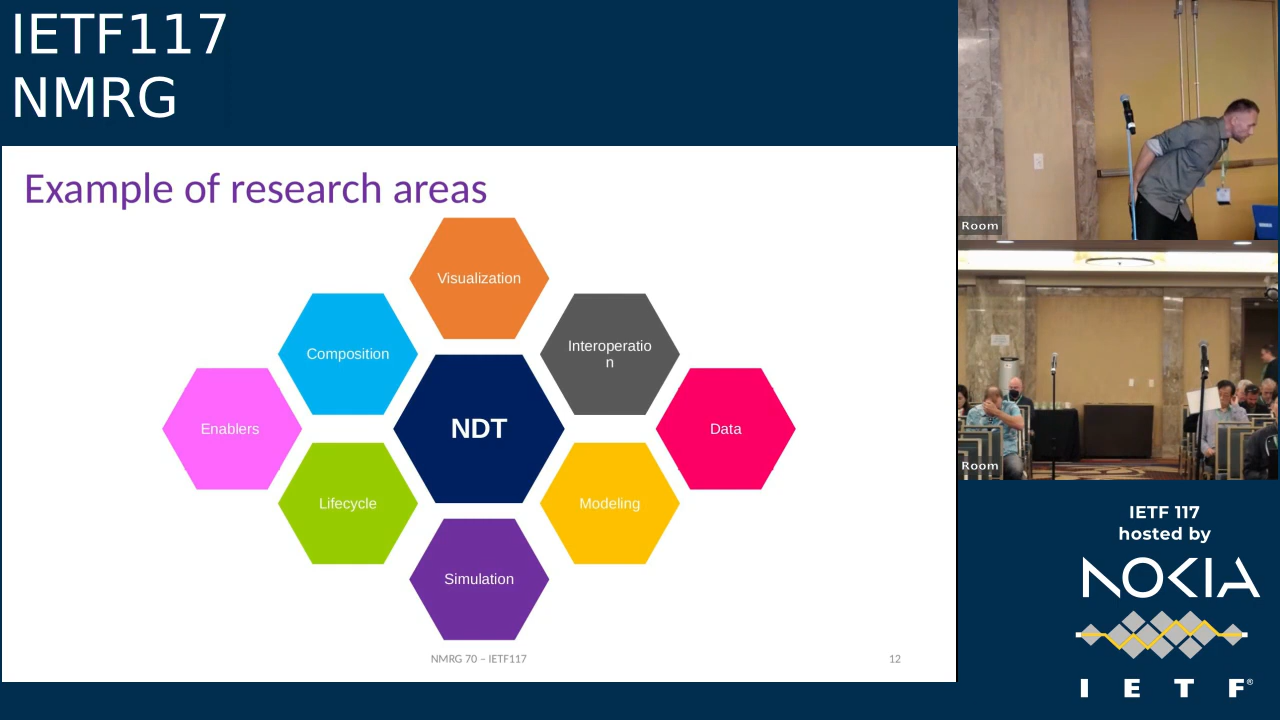 IETF117
NMRG
Example of research areas
Visualization
Composition
Interoperatio
n
Enablers
NDT
Data
Lifecycle
Modeling
Simulation
NMRG 70 – IETF117
12
Room
Room
IETF 117
hosted by
NOKIA
I E T F®